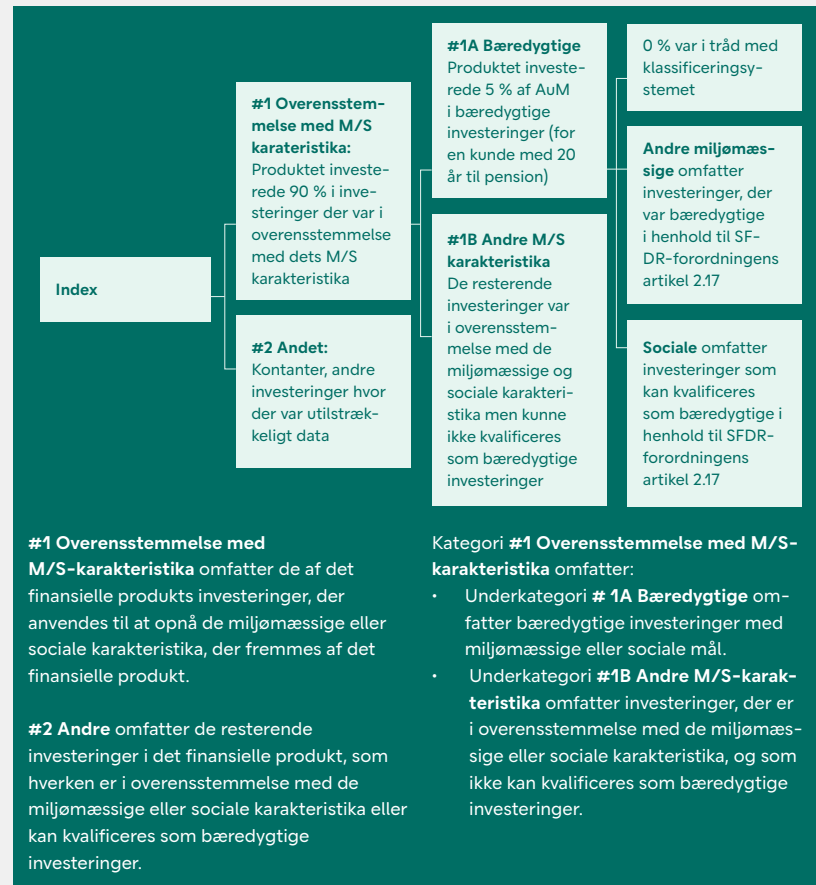 Index
#1 Overensstem-
melse med M/S
karateristika:
Produktet investe-
rede 90 % i inve-
steringer der var i
overensstemmelse
med dets M/S
karakteristika
#2 Andet:
Kontanter, andre
investeringer hvor
der var utilstræk-
keligt data
#1A Bæredygtige
Produktet investe-
rede 5 % af AuM
i bæredygtige
investeringer (for
en kunde med 20
år til pension)
#1B Andre M/S
karakteristika
De resterende
investeringer var
i overensstem-
melse med de
miljømæssige og
sociale karakteri-
stika men kunne
ikke kvalificeres
som bæredygtige
investeringer
0 % var i tråd med
klassificeringsy-
stemet
Andre miljømæs-
sige omfatter
investeringer, der
var bæredygtige
i henhold til SF-
DR-forordningens
artikel 2.17
Sociale omfatter
investeringer som
kan kvalificeres
som bæredygtige i
henhold til SFDR-
forordningens
artikel 2.17
#1 Overensstemmelse med
M/S-karakteristika omfatter de af det
finansielle produkts investeringer, der
anvendes til at opnå de miljømæssige eller
sociale karakteristika, der fremmes af det
finansielle produkt.
#2 Andre omfatter de resterende
investeringer i det finansielle produkt, som
hverken er i overensstemmelse med de
miljømæssige eller sociale karakteristika eller
kan kvalificeres som bæredygtige
investeringer.
Kategori #1 Overensstemmelse med M/S-
karakteristika omfatter:
• Underkategori # 1A Bæredygtige om-
fatter bæredygtige investeringer med
miljømæssige eller sociale mål.
• Underkategori #1B Andre M/S-karak-
teristika omfatter investeringer, der er
i overensstemmelse med de miljømæs-
sige eller sociale karakteristika, og som
ikke kan kvalificeres som bæredygtige
investeringer.